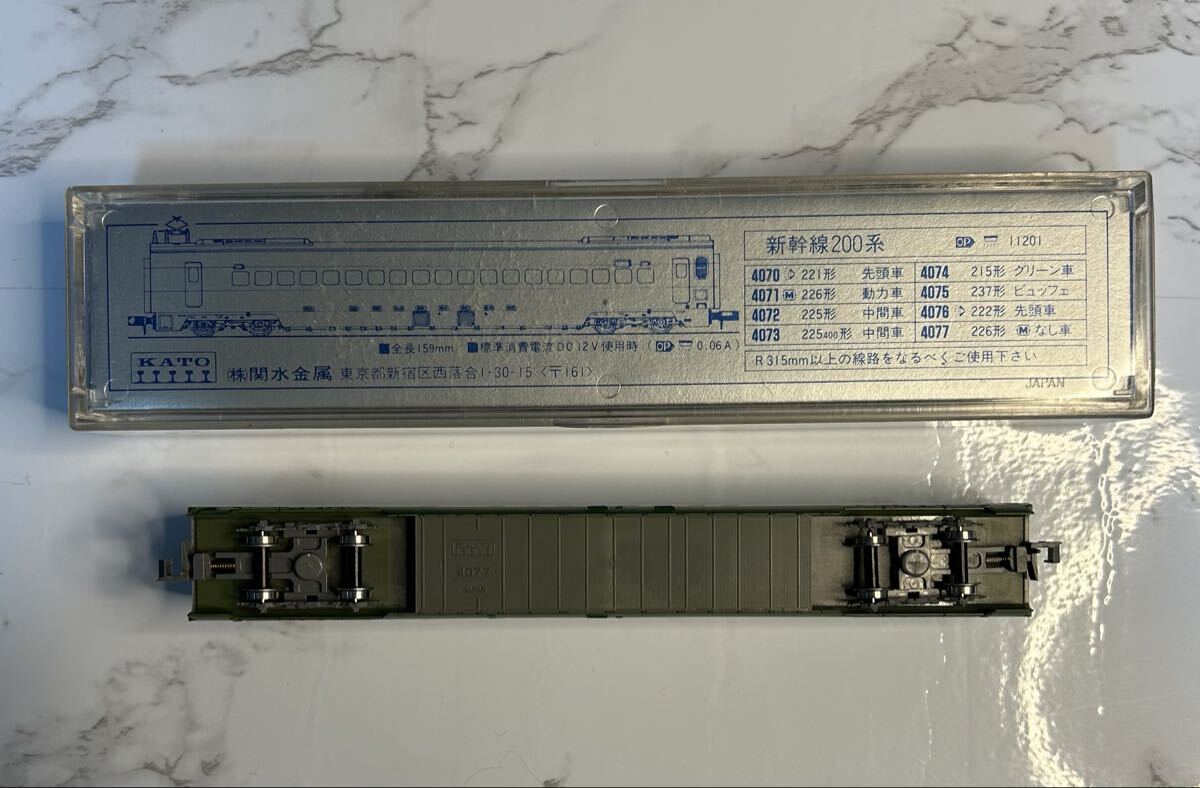 新幹線200系 OP 11201
4070 221形 先頭車 4074 215形 グリーン車
4071 M 226形 動力車 4075 237形 ビュッフェ
4072 225形 中間車 4076 222形 先頭車
4073 225400形 中間車 4077 226形 Mなし車
■全長159mm ■標準消費電流DC12V使用時 (OP 0.06A)
R315mm以上の線路をなるべくご使用下さい
KATO
(株)関水金属 東京都新宿区西落合1-30-15〈〒161〉
JAPAN
KATO
4077
JAPAN